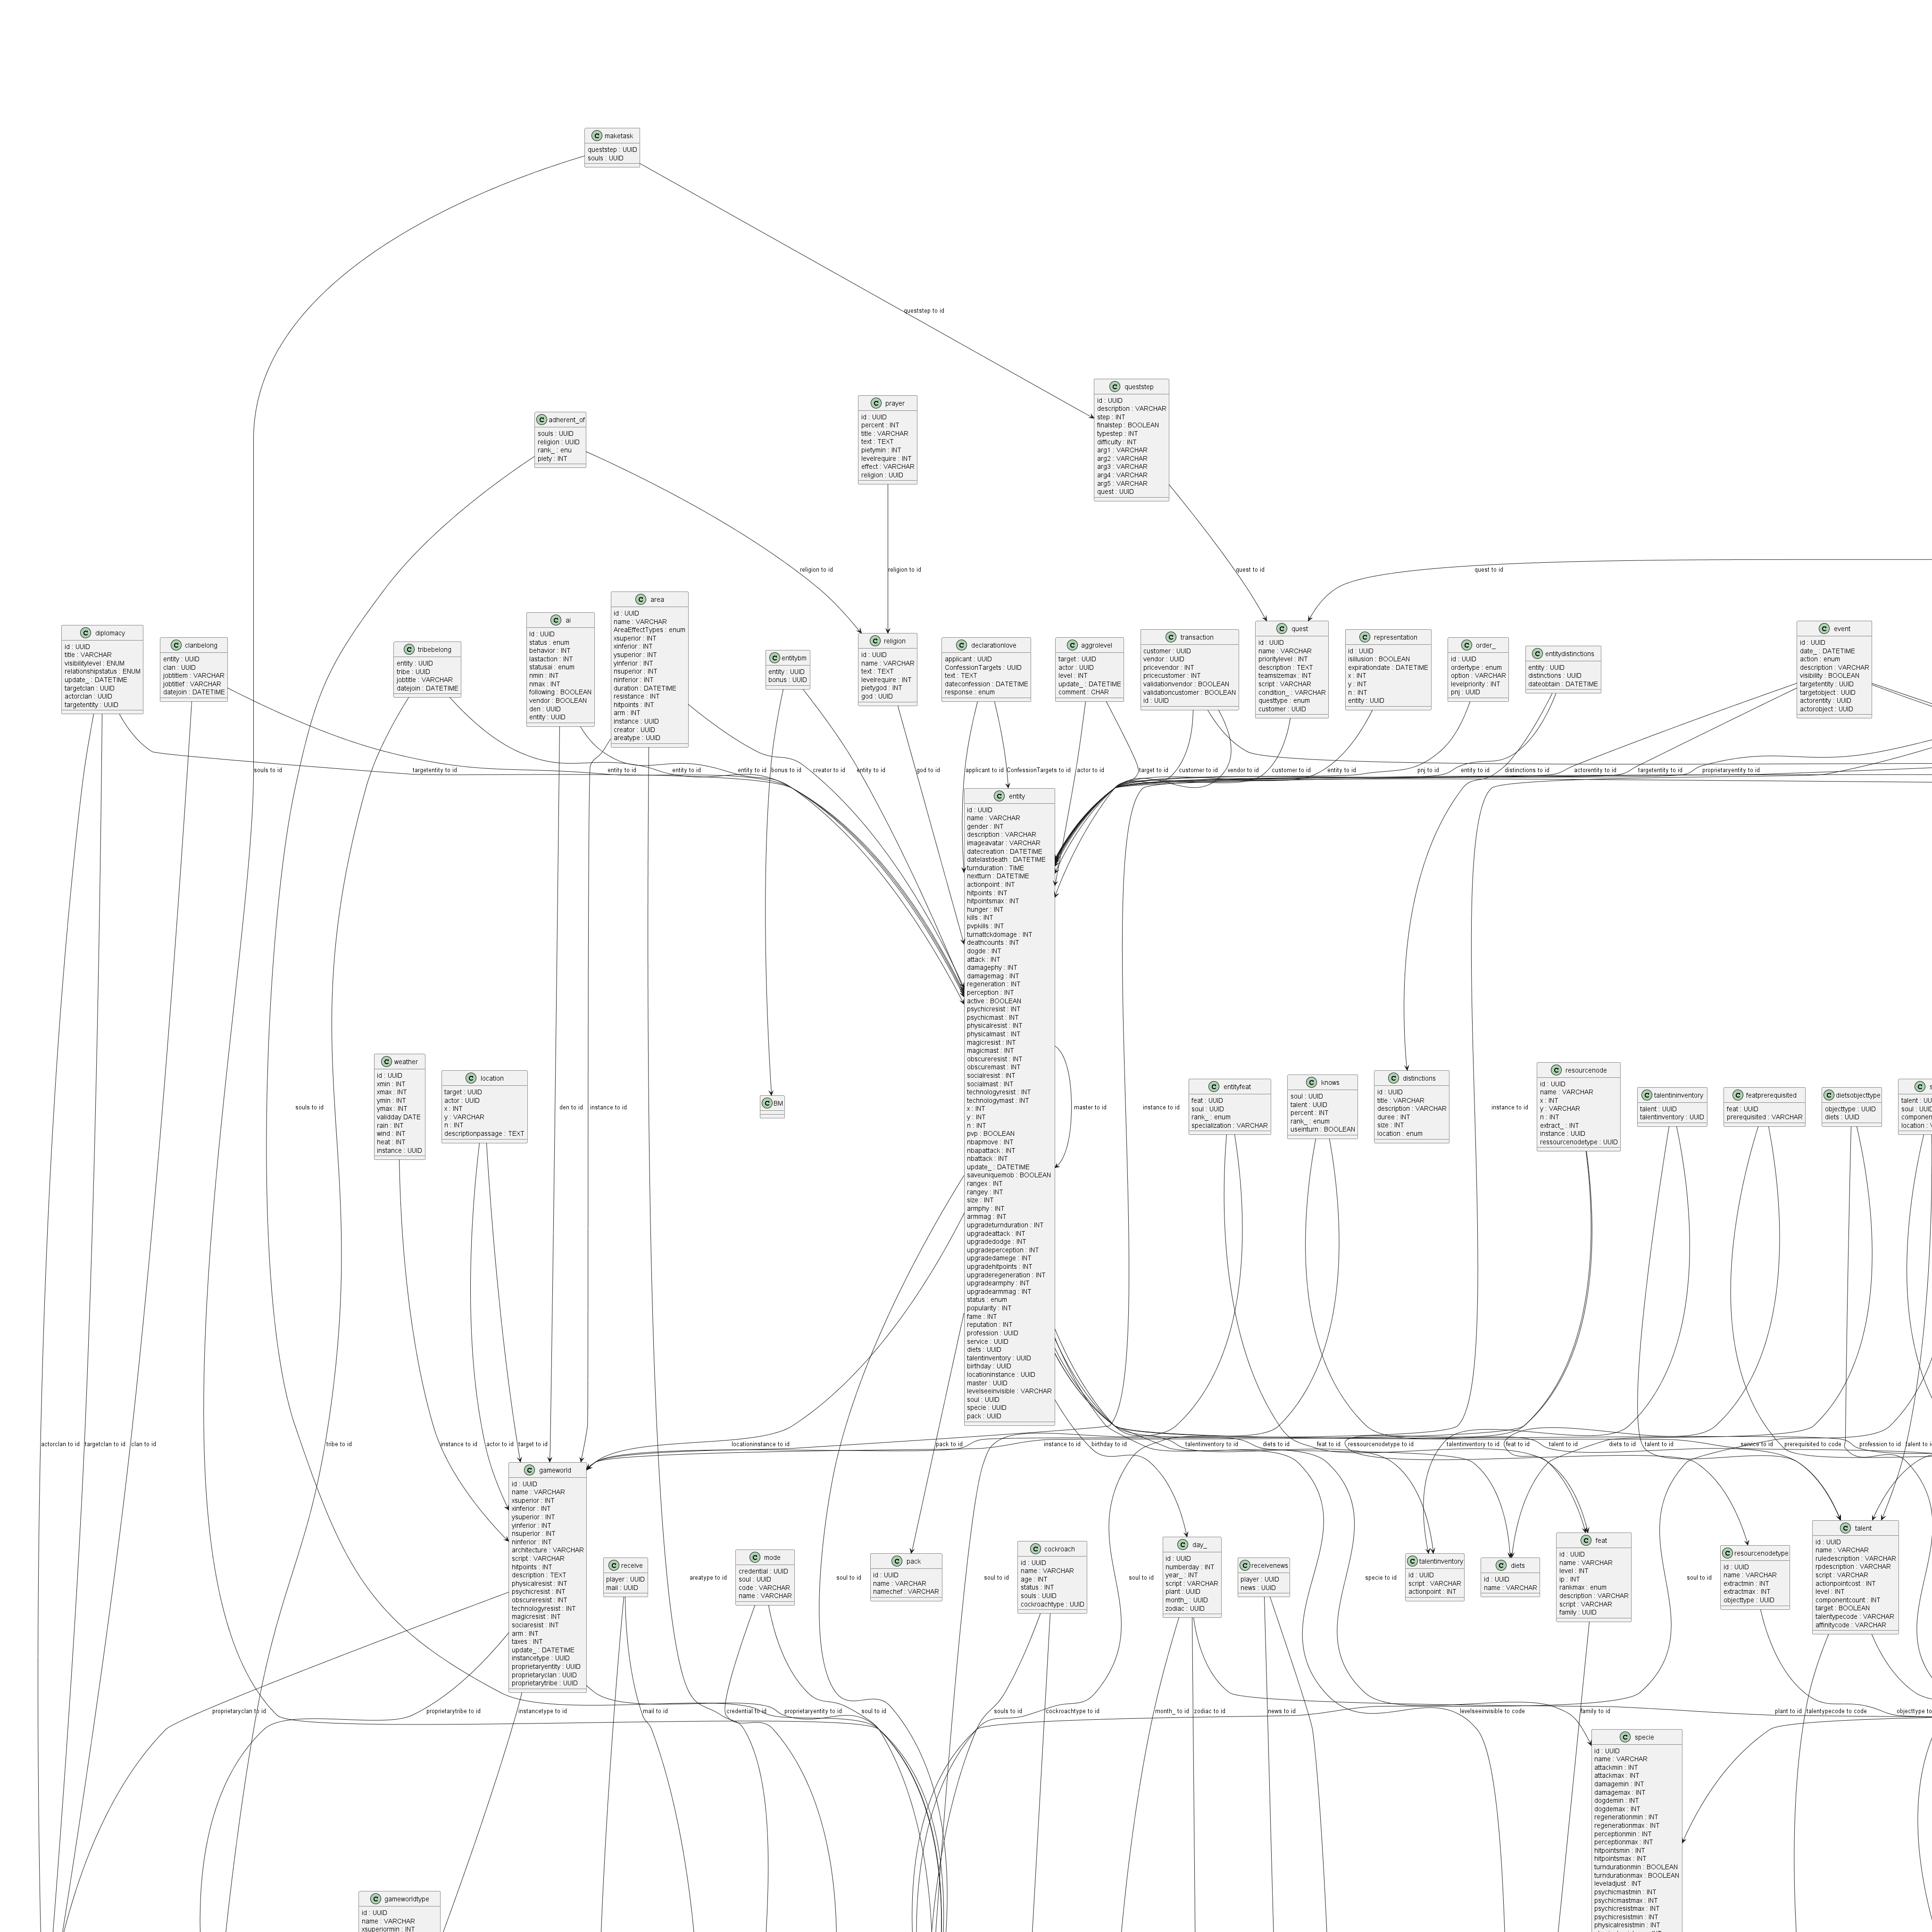 maketask
queststep : UUID
souls : UUID
queststep to id
queststep
id : UUID
description : VARCHAR
step : INT
finalstep : BOOLEAN
typestep : INT
difficulty : INT
arg1 : VARCHAR
arg2 : VARCHAR
arg3 : VARCHAR
arg4 : VARCHAR
arg5 : VARCHAR
quest : UUID
prayer
id : UUID
percent : INT
title : VARCHAR
text : TEXT
pietymin : INT
levelrequire : INT
effect : VARCHAR
religion : UUID
adherent_of
souls : UUID
religion : UUID
rank_ : enu
piety : INT
religion to id
religion to id
quest to id
quest to id
diplomacy
id : UUID
title : VARCHAR
visibilitylevel : ENUM
relationshipstatus : ENUM
update_ : DATETIME
targetclan : UUID
actorclan : UUID
targetentity : UUID
clanbelong
entity : UUID
clan : UUID
jobtitlem : VARCHAR
jobtitlef : VARCHAR
datejoin : DATETIME
tribebelong
entity : UUID
tribe : UUID
jobtitle : VARCHAR
datejoin : DATETIME
ai
id : UUID
status : enum
behavior : INT
lastaction : INT
statusai : enum
nmin : INT
nmax : INT
following : BOOLEAN
vendor : BOOLEAN
den : UUID
entity : UUID
area
id : UUID
name : VARCHAR
AreaEffectTypes : enum
xsuperior : INT
xinferior : INT
ysuperior : INT
yinferior : INT
nsuperior : INT
ninferior : INT
duration : DATETIME
resistance : INT
hitpoints : INT
arm : INT
instance : UUID
creator : UUID
areatype : UUID
entitybm
entity : UUID
bonus : UUID
religion
id : UUID
name : VARCHAR
text : TEXT
levelrequire : INT
pietygod : INT
god : UUID
declarationlove
applicant : UUID
ConfessionTargets : UUID
text : TEXT
dateconfession : DATETIME
response : enum
aggrolevel
target : UUID
actor : UUID
level : INT
update_ : DATETIME
comment : CHAR
transaction
customer : UUID
vendor : UUID
pricevendor : INT
pricecustomer : INT
validationvendor : BOOLEAN
validationcustomer : BOOLEAN
id : UUID
quest
id : UUID
name : VARCHAR
prioritylevel : INT
description : TEXT
teamsizemax : INT
script : VARCHAR
condition_ : VARCHAR
questtype : enum
customer : UUID
representation
id : UUID
isillusion : BOOLEAN
expirationdate : DATETIME
x : INT
y : INT
n : INT
entity : UUID
order_
id : UUID
ordertype : enum
option : VARCHAR
levelpriority : INT
pnj : UUID
entitydistinctions
entity : UUID
distinctions : UUID
dateobtain : DATETIME
event
id : UUID
date_ : DATETIME
action : enum
description : VARCHAR
visibility : BOOLEAN
targetentity : UUID
targetobject : UUID
actorentity : UUID
actorobject : UUID
souls to id
targetentity to id
entity to id
entity to id
entity to id
bonus to id
creator to id
entity to id
god to id
applicant to id
ConfessionTargets to id
actor to id
target to id
customer to id
vendor to id
customer to id
entity to id
pnj to id
entity to id
distinctions to id
actorentity to id
targetentity to id
proprietaryentity to id
entity
id : UUID
name : VARCHAR
gender : INT
description : VARCHAR
imageavatar : VARCHAR
datecreation : DATETIME
datelastdeath : DATETIME
turnduration : TIME
nextturn : DATETIME
actionpoint : INT
hitpoints : INT
hitpointsmax : INT
hunger : INT
kills : INT
pvpkills : INT
turnattckdomage : INT
deathcounts : INT
dogde : INT
attack : INT
damagephy : INT
damagemag : INT
regeneration : INT
perception : INT
active : BOOLEAN
psychicresist : INT
psychicmast : INT
physicalresist : INT
physicalmast : INT
magicresist : INT
magicmast : INT
obscureresist : INT
obscuremast : INT
socialresist : INT
socialmast : INT
technologyresist : INT
technologymast : INT
x : INT
y : INT
n : INT
pvp : BOOLEAN
nbapmove : INT
nbapattack : INT
nbattack : INT
update_ : DATETIME
saveuniquemob : BOOLEAN
rangex : INT
rangey : INT
size : INT
armphy : INT
armmag : INT
upgradeturnduration : INT
upgradeattack : INT
upgradedodge : INT
upgradeperception : INT
upgradedamege : INT
upgradehitpoints : INT
upgraderegeneration : INT
upgradearmphy : INT
upgradearmmag : INT
status : enum
popularity : INT
fame : INT
reputation : INT
profession : UUID
service : UUID
diets : UUID
talentinventory : UUID
birthday : UUID
locationinstance : UUID
master : UUID
levelseeinvisible : VARCHAR
soul : UUID
specie : UUID
pack : UUID
weather
id : UUID
xmin : INT
xmax : INT
ymin : INT
ymax : INT
validday DATE
rain : INT
wind : INT
heat : INT
instance : UUID
location
target : UUID
actor : UUID
x : INT
y : VARCHAR
n : INT
descriptionpassage : TEXT
BM
entityfeat
feat : UUID
soul : UUID
rank_ : enum
specialization : VARCHAR
knows
soul : UUID
talent : UUID
percent : INT
rank_ : enum
useinturn : BOOLEAN
distinctions
id : UUID
title : VARCHAR
description : VARCHAR
duree : INT
size : INT
location : enum
resourcenode
id : UUID
name : VARCHAR
x : INT
y : VARCHAR
n : INT
extract_ : INT
instance : UUID
ressourcenodetype : UUID
talentininventory
talent : UUID
talentinventory : UUID
featprerequisited
feat : UUID
prerequisited : VARCHAR
dietsobjecttype
objecttype : UUID
diets : UUID
s
talent : UU
soul : UUID
componen
location : V
souls to id
den to id
instance to id
master to id
instance to id
instance to id
actorclan to id
targetclan to id
clan to id
tribe to id
instance to id
actor to id
target to id
locationinstance to id
pack to id
instance to id
birthday to id
talentinventory to id
diets to id
feat to id
ressourcenodetype to id
talentinventory to id
feat to id
talent to id
diets to id
talent to id
service to id
prerequisited to code
profession to id
talent to i
gameworld
id : UUID
name : VARCHAR
xsuperior : INT
xinferior : INT
ysuperior : INT
yinferior : INT
nsuperior : INT
ninferior : INT
architecture : VARCHAR
script : VARCHAR
hitpoints : INT
description : TEXT
physicalresist : INT
psychicresist : INT
obscureresist : INT
technologyresist : INT
magicresist : INT
sociaresist : INT
arm : INT
taxes : INT
update_ : DATETIME
instancetype : UUID
proprietaryentity : UUID
proprietaryclan : UUID
proprietarytribe : UUID
receive
player : UUID
mail : UUID
mode
credential : UUID
soul : UUID
code : VARCHAR
name : VARCHAR
pack
id : UUID
name : VARCHAR
namechef : VARCHAR
cockroach
id : UUID
name : VARCHAR
age : INT
status : INT
souls : UUID
cockroachtype : UUID
day_
id : UUID
numberday : INT
year_ : INT
script : VARCHAR
plant : UUID
month_ : UUID
zodiac : UUID
receivenews
player : UUID
news : UUID
talentinventory
id : UUID
script : VARCHAR
actionpoint : INT
diets
id : UUID
name : VARCHAR
feat
id : UUID
name : VARCHAR
level : INT
ip : INT
rankmax : enum
description : VARCHAR
script : VARCHAR
family : UUID
resourcenodetype
id : UUID
name : VARCHAR
extractmin : INT
extractmax : INT
objecttype : UUID
talent
id : UUID
name : VARCHAR
ruledescription : VARCHAR
rpdescription : VARCHAR
script : VARCHAR
actionpointcost : INT
level : INT
componentcount : INT
target : BOOLEAN
talentypecode : VARCHAR
affinitycode : VARCHAR
areatype to id
soul to id
soul to id
soul to id
specie to id
soul to id
proprietaryclan to id
proprietarytribe to id
instancetype to id
mail to id
credential to id
proprietaryentity to id
soul to id
souls to id
cockroachtype to id
month_ to id
zodiac to id
news to id
levelseeinvisible to code
family to id
plant to id
talentypecode to code
objecttype to
specie
id : UUID
name : VARCHAR
attackmin : INT
attackmax : INT
damagemin : INT
damagemax : INT
dogdemin : INT
dogdemax : INT
regenerationmin : INT
regenerationmax : INT
perceptionmin : INT
perceptionmax : INT
hitpointsmin : INT
hitpointsmax : INT
turndurationmin : BOOLEAN
turndurationmax : BOOLEAN
leveladjust : INT
psychicmastmin : INT
psychicmastmax : INT
psychicresistmax : INT
psychicresistmin : INT
physicalresistmin : INT
gameworldtype
id : UUID
name : VARCHAR
xsuperiormin : INT